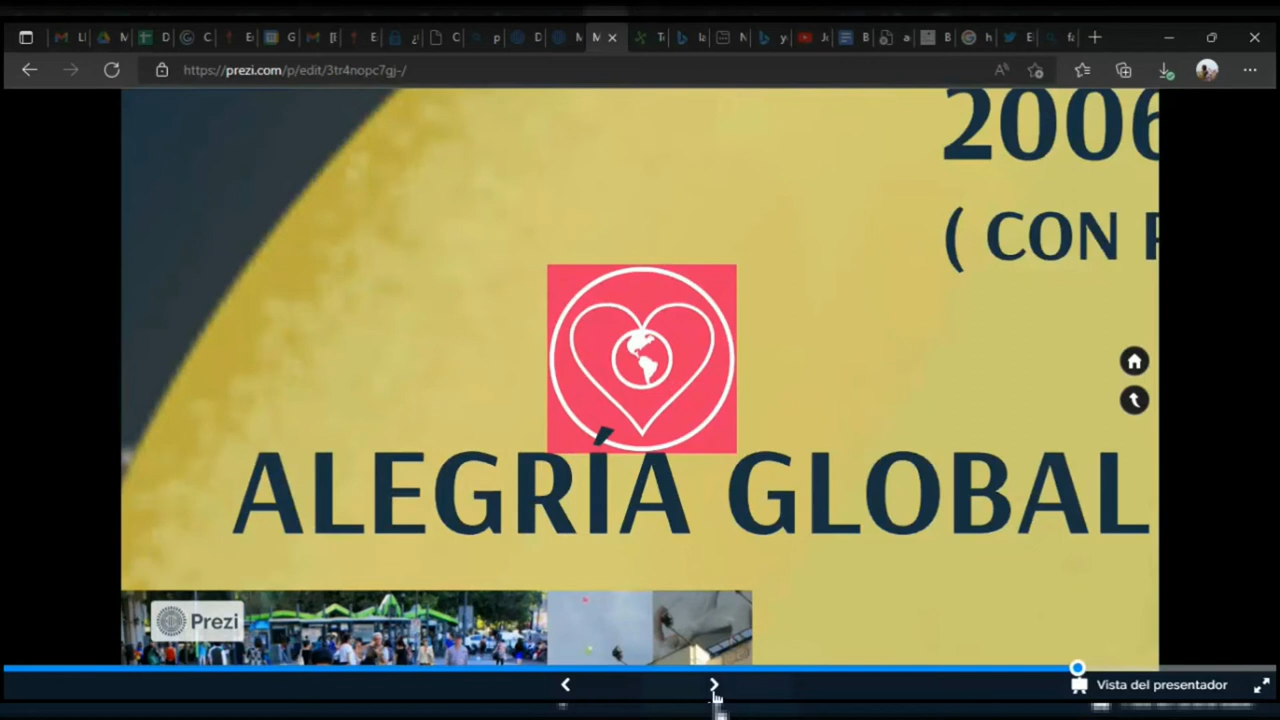 https://prezi.com/p/edit/3tr4nopc7gj-/
2006
( CON
ALEGRÍA GLOBAL
Prezi
Vista del presentador